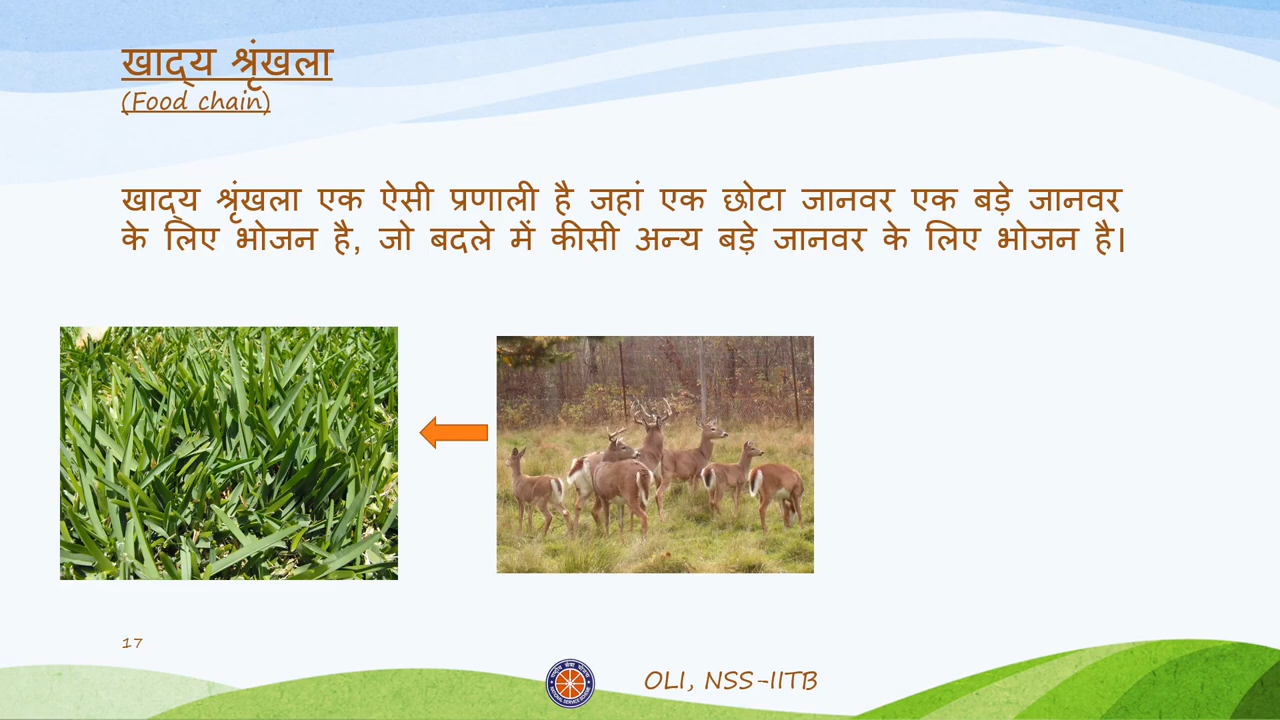 खाद्य श्रृंखला
(Food chain)
खाद्य श्रृंखला एक ऐसी प्रणाली है जहां एक छोटा जानवर एक बड़े जानवर
के लिए भोजन है, जो बदले में कीसी अन्य बड़े जानवर के लिए भोजन है।
17
OLI, NSS-IITB